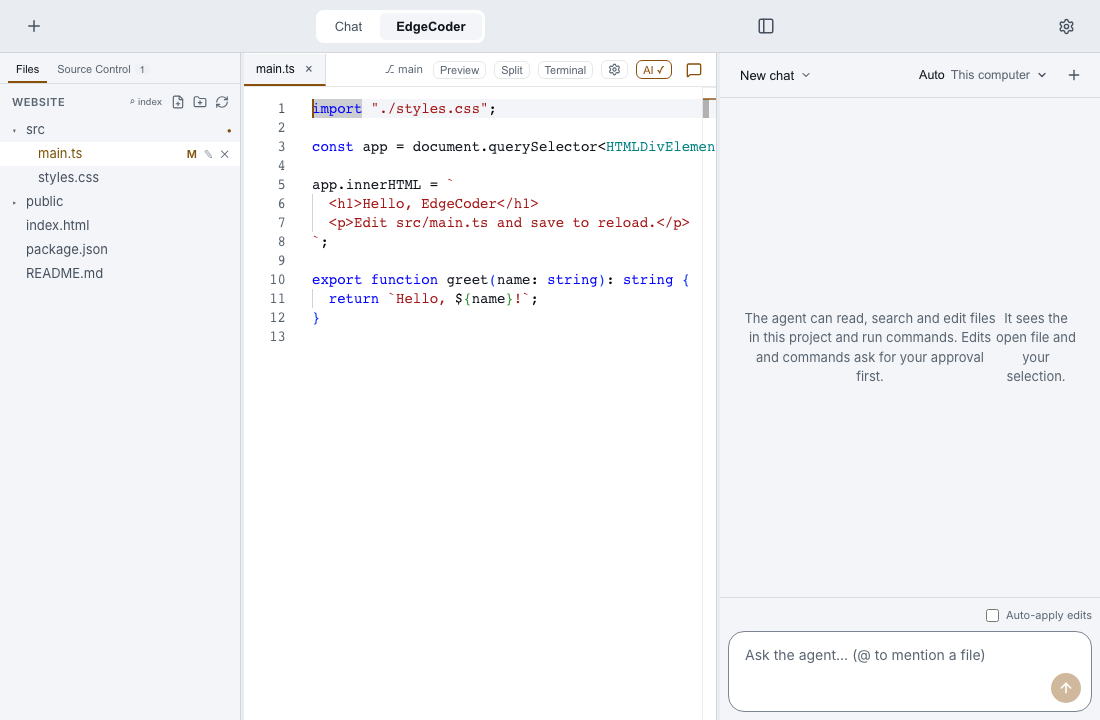 Chat EdgeCoder
Files Source Control 1
main.ts × main Preview Split Terminal AI ✓
New chat Auto This computer
WEBSITE index
src
main.ts M
styles.css
public
index.html
package.json
README.md
1 import "./styles.css";
2
3 const app = document.querySelector<HTMLDivElemen
4
5 app.innerHTML = `
6 <h1>Hello, EdgeCoder</h1>
7 <p>Edit src/main.ts and save to reload.</p>
8 `;
9
10 export function greet(name: string): string {
11 return `Hello, ${name}!`;
12 }
13
The agent can read, search and edit files
in this project and run commands. Edits
and commands ask for your approval
first.
It sees the
open file and
your
selection.
Auto-apply edits
Ask the agent... (@ to mention a file)